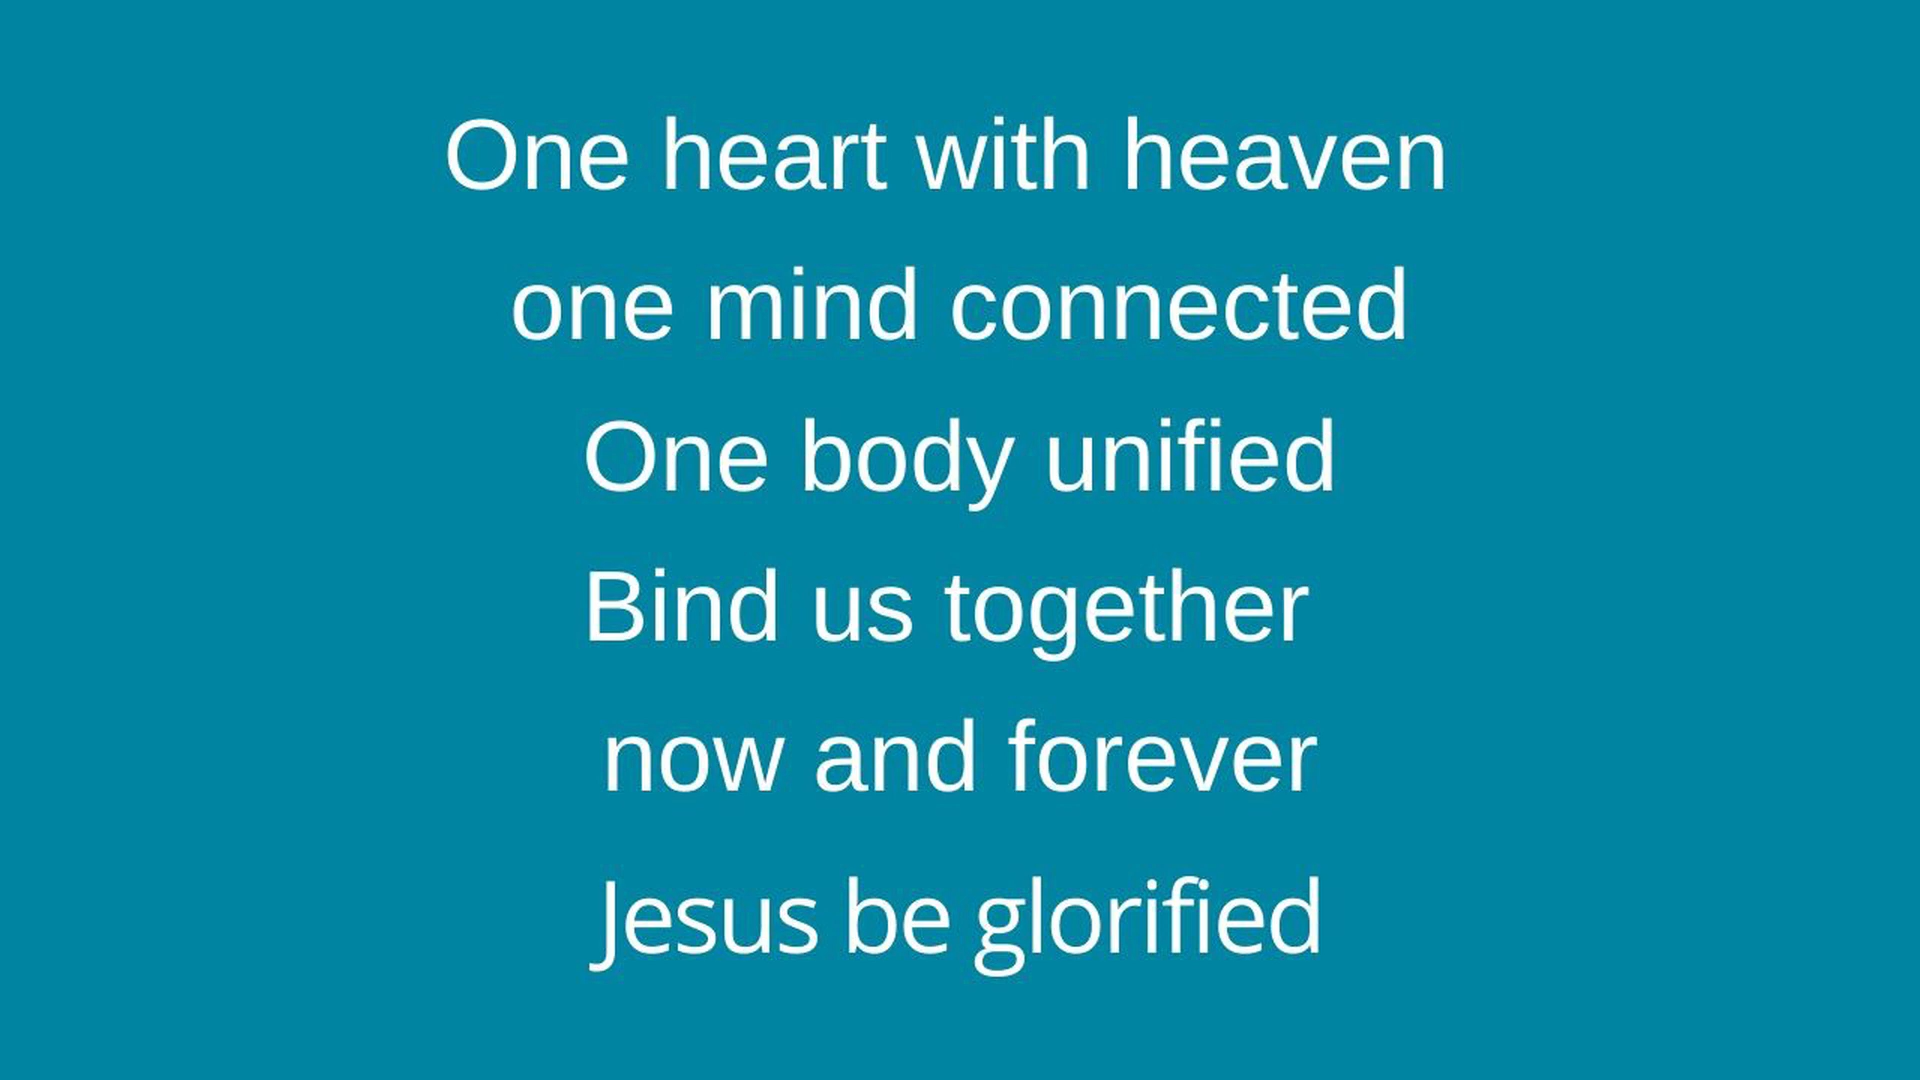 One heart with heaven
one mind connected
One body unified
Bind us together
now and forever
Jesus be glorified